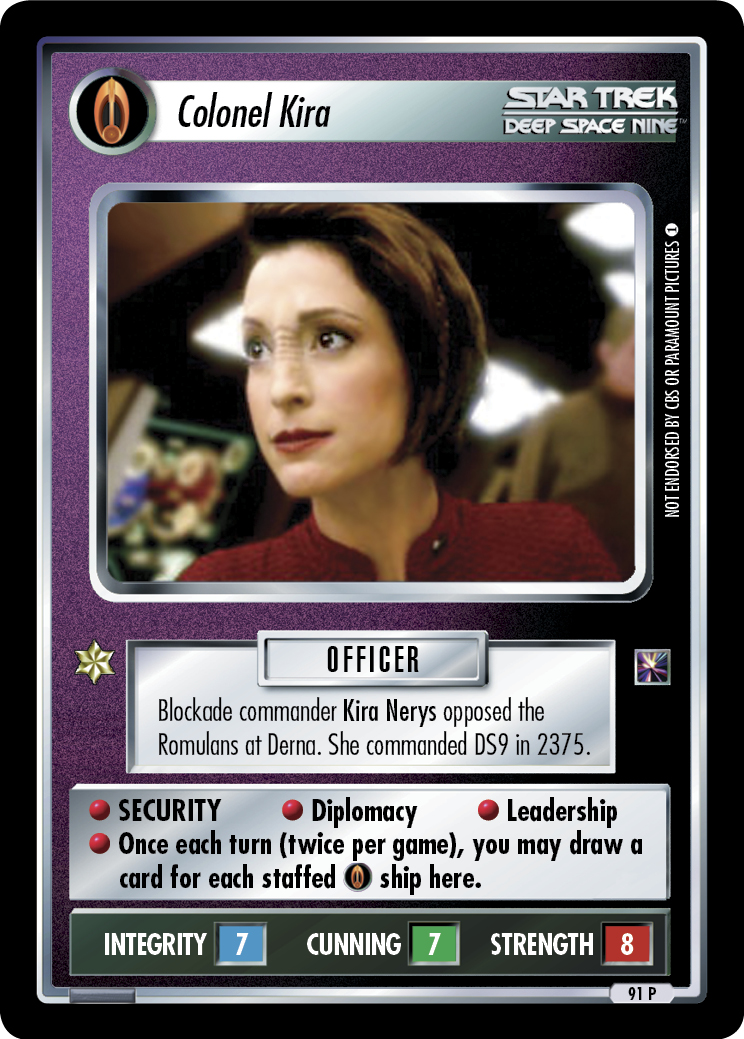 Colonel Kira
STAR TREK
DEEP SPACE NINE™
NOT ENDORSED BY CBS OR PARAMOUNT PICTURES 1
OFFICER
Blockade commander Kira Nerys opposed the
Romulans at Derna. She commanded DS9 in 2375.
SECURITY Diplomacy Leadership
Once each turn (twice per game), you may draw a
card for each staffed ship here.
INTEGRITY 7 CUNNING 7 STRENGTH 8
91 P